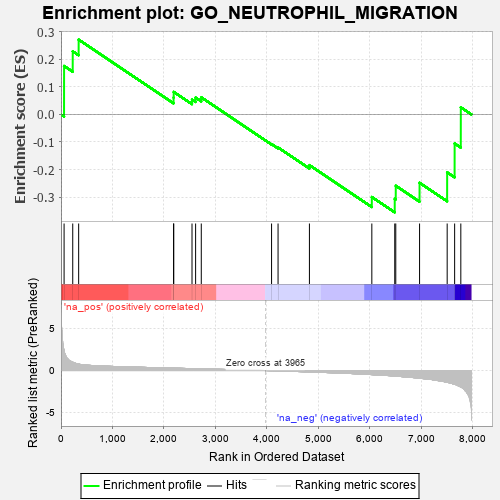 Enrichment plot: GO_NEUTROPHIL_MIGRATION
Enrichment score (ES)
0.3
0.2
0.1
0.0
-0.1
-0.2
-0.3
'na_pos' (positively correlated)
Ranked list metric (PreRanked)
5
0
-5
Zero cross at 3965
'na_neg' (negatively correlated)
0 1,000 2,000 3,000 4,000 5,000 6,000 7,000 8,000
Rank in Ordered Dataset
Enrichment profile Hits Ranking metric scores